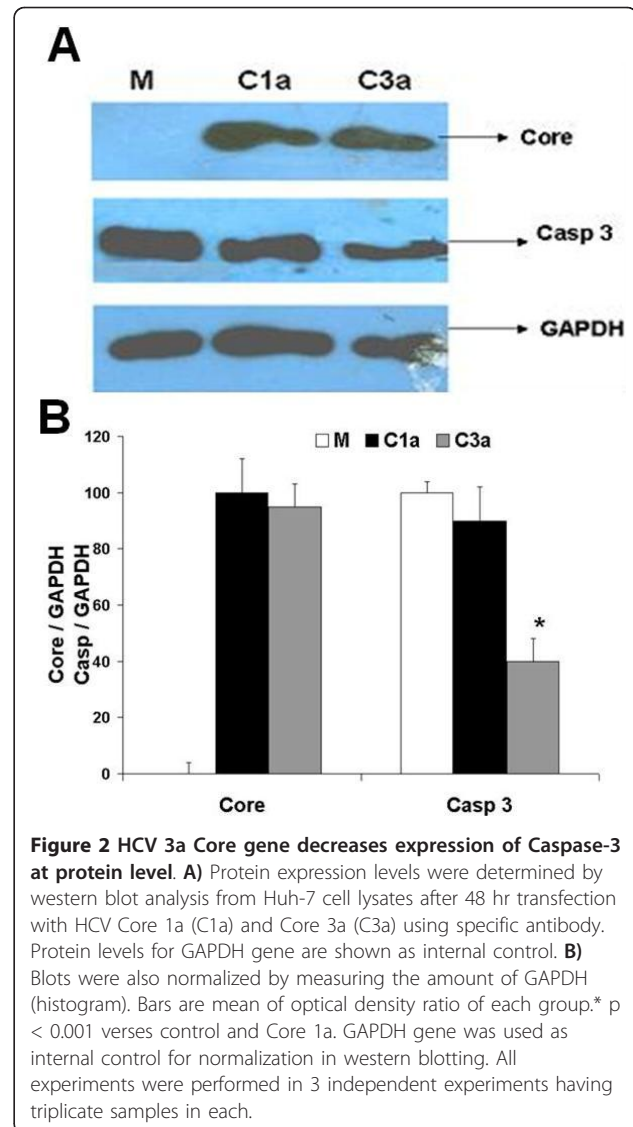 A
M C1a C3a
Core
Casp 3
GAPDH
B
120
100
80
60
40
20
0
Core / GAPDH
Casp / GAPDH
M C1a C3a
*
Core Casp 3
Figure 2 HCV 3a Core gene decreases expression of Caspase-3
at protein level. A) Protein expression levels were determined by
western blot analysis from Huh-7 cell lysates after 48 hr transfection
with HCV Core 1a (C1a) and Core 3a (C3a) using specific antibody.
Protein levels for GAPDH gene are shown as internal control. B)
Blots were also normalized by measuring the amount of GAPDH
(histogram). Bars are mean of optical density ratio of each group.* p
< 0.001 verses control and Core 1a. GAPDH gene was used as
internal control for normalization in western blotting. All
experiments were performed in 3 independent experiments having
triplicate samples in each.